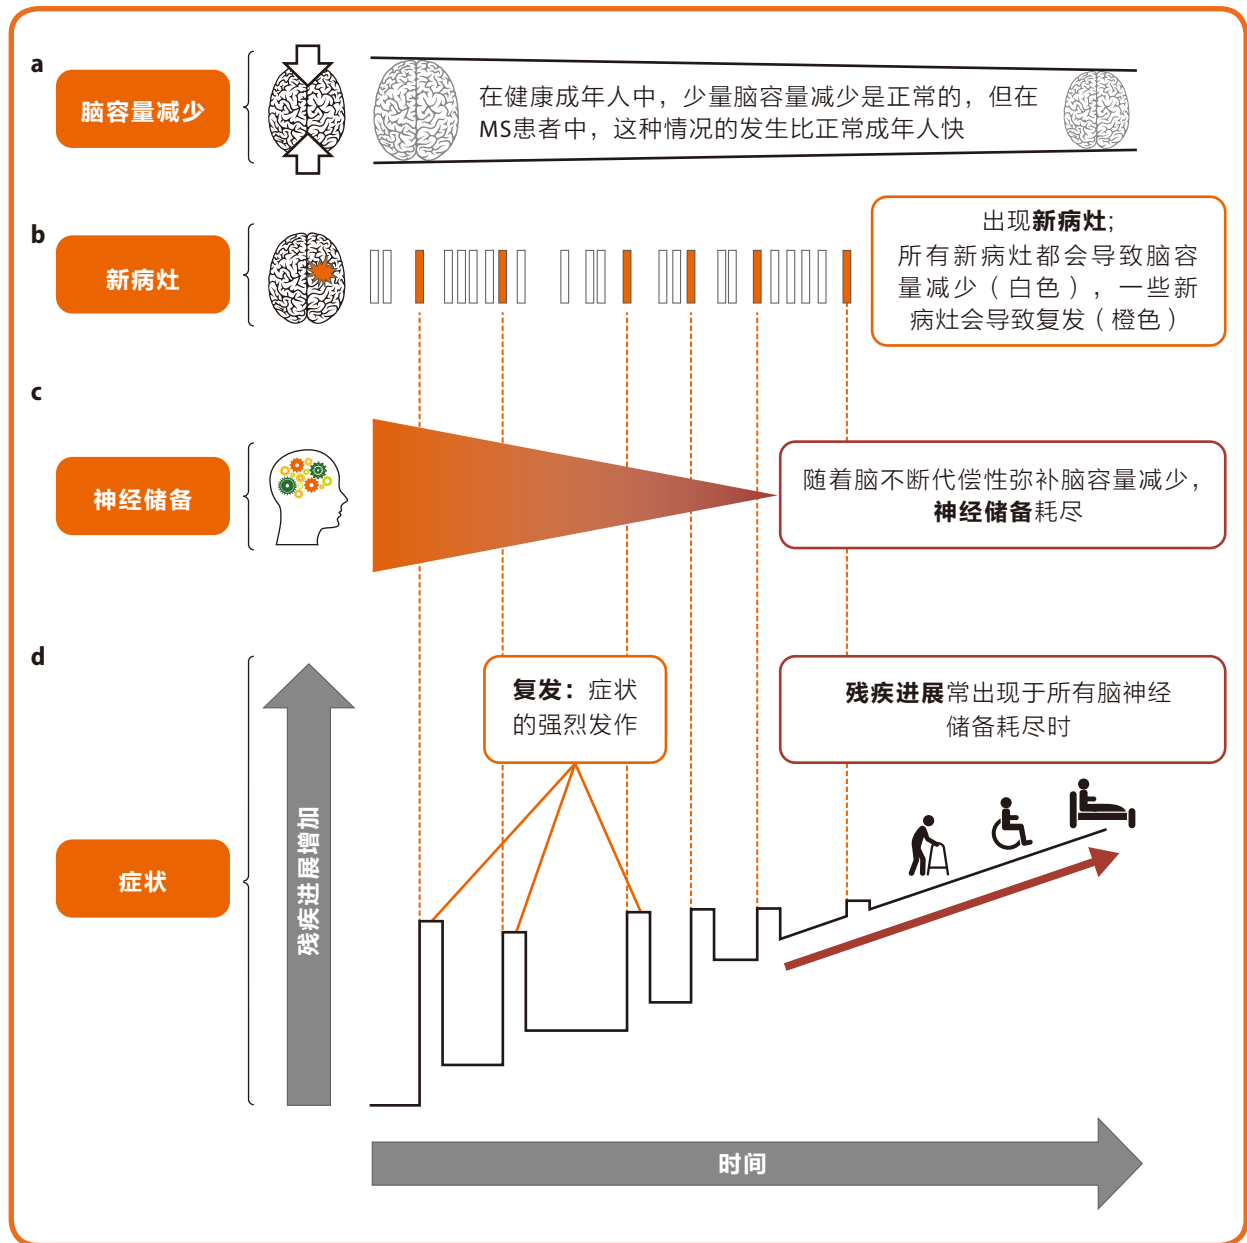 a
脑容量减少
在健康成年人中，少量脑容量减少是正常的，但在
MS患者中，这种情况的发生比正常成年人快
b
新病灶
出现新病灶;
所有新病灶都会导致脑容
量减少（白色），一些新
病灶会导致复发（橙色）
c
神经储备
随着脑不断代偿性弥补脑容量减少，
神经储备耗尽
d
症状
残疾进展增加
复发：症状
的强烈发作
残疾进展常出现于所有脑神经
储备耗尽时
时间